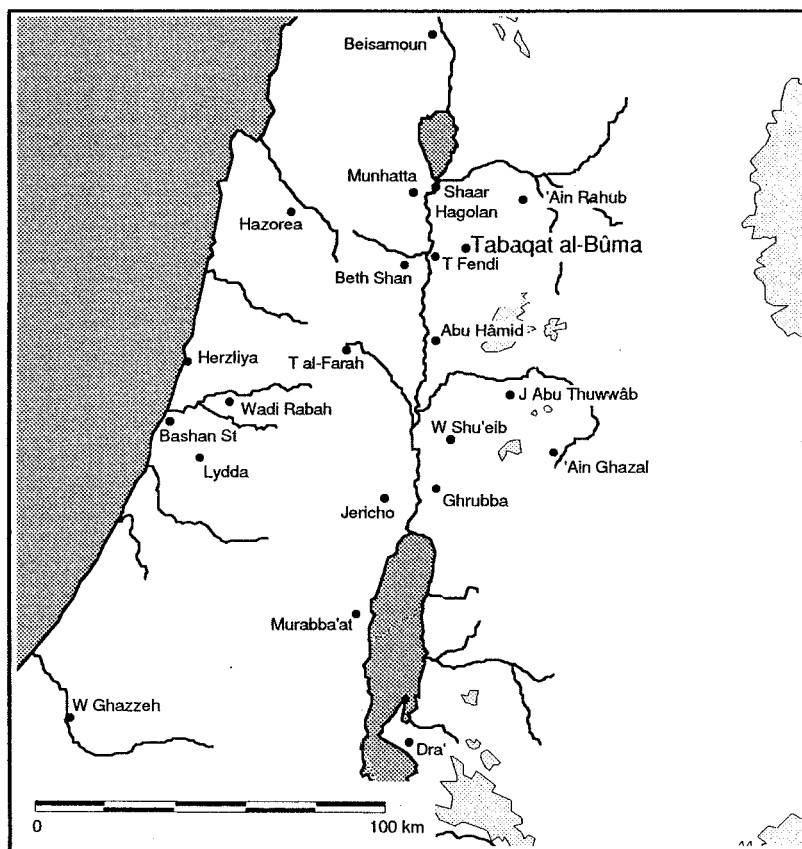 Beisamoun
Munhatta
Shaar
Hagolan
'Ain Rahub
Hazorea
Tabaqat al-Bûma
Beth Shan
T Fendi
Abu Hâmid
Herzliya
T al-Farah
J Abu Thuwwâb
Wadi Rabah
Bashan St
W Shu'eib
Lydda
'Ain Ghazal
Jericho
Ghrubba
Murabba'at
W Ghazzeh
Dra'
0
100 km